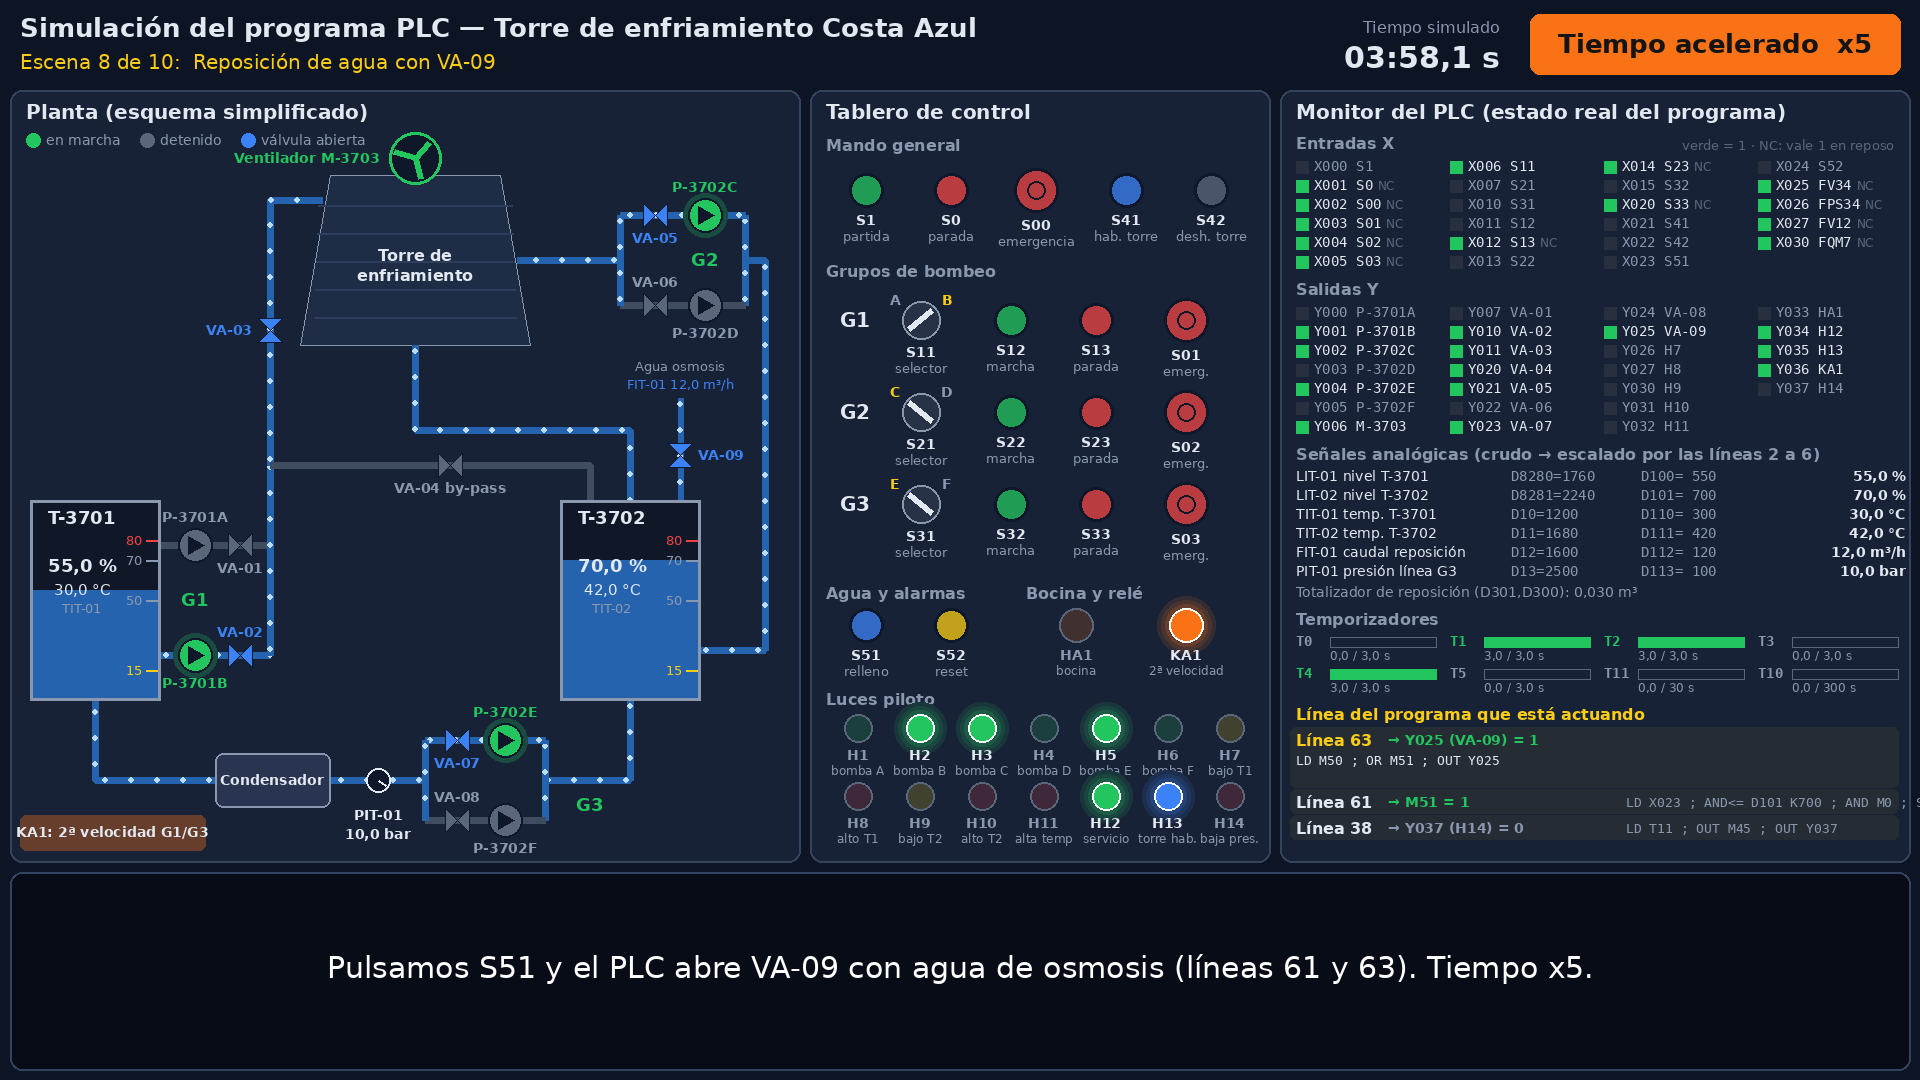 Simulación del programa PLC — Torre de enfriamiento Costa Azul
Escena 8 de 10:  Reposición de agua con VA-09
Tiempo simulado
03:58,1 s
Tiempo acelerado  x5
Planta (esquema simplificado)
en marcha
detenido
válvula abierta
Ventilador M-3703
P-3702C
VA-05
Torre de
enfriamiento
G2
VA-06
P-3702D
VA-03
Agua osmosis
FIT-01 12,0 m³/h
VA-09
VA-04 by-pass
T-3701
P-3701A
80
70
55,0 %
30,0 °C
TIT-01
50
15
VA-01
G1
VA-02
P-3701B
T-3702
80
70
70,0 %
42,0 °C
TIT-02
50
15
P-3702E
VA-07
Condensador
VA-08
G3
PIT-01
10,0 bar
P-3702F
KA1: 2ª velocidad G1/G3
Tablero de control
Mando general
S1
partida
S0
parada
S00
emergencia
S41
hab. torre
S42
desh. torre
Grupos de bombeo
G1
A
B
S11
selector
S12
marcha
S13
parada
S01
emerg.
G2
C
D
S21
selector
S22
marcha
S23
parada
S02
emerg.
G3
E
F
S31
selector
S32
marcha
S33
parada
S03
emerg.
Agua y alarmas
Bocina y relé
S51
relleno
S52
reset
HA1
bocina
KA1
2ª velocidad
Luces piloto
H1
bomba A
H2
bomba B
H3
bomba C
H4
bomba D
H5
bomba E
H6
bomba F
H7
bajo T1
H8
alto T1
H9
bajo T2
H10
alto T2
H11
alta temp
H12
servicio
H13
torre hab.
H14
baja pres.
Monitor del PLC (estado real del programa)
Entradas X
verde = 1 · NC: vale 1 en reposo
X000 S1
X006 S11
X014 S23 NC
X024 S52
X001 S0 NC
X007 S21
X015 S32
X025 FV34 NC
X002 S00 NC
X010 S31
X020 S33 NC
X026 FPS34 NC
X003 S01 NC
X011 S12
X021 S41
X027 FV12 NC
X004 S02 NC
X012 S13 NC
X022 S42
X030 FQM7 NC
X005 S03 NC
X013 S22
X023 S51
Salidas Y
Y000 P-3701A
Y007 VA-01
Y024 VA-08
Y033 HA1
Y001 P-3701B
Y010 VA-02
Y025 VA-09
Y034 H12
Y002 P-3702C
Y011 VA-03
Y026 H7
Y035 H13
Y003 P-3702D
Y020 VA-04
Y027 H8
Y036 KA1
Y004 P-3702E
Y021 VA-05
Y030 H9
Y037 H14
Y005 P-3702F
Y022 VA-06
Y031 H10
Y006 M-3703
Y023 VA-07
Y032 H11
Señales analógicas (crudo → escalado por las líneas 2 a 6)
LIT-01 nivel T-3701 D8280=1760 D100= 550 55,0 %
LIT-02 nivel T-3702 D8281=2240 D101= 700 70,0 %
TIT-01 temp. T-3701 D10=1200 D110= 300 30,0 °C
TIT-02 temp. T-3702 D11=1680 D111= 420 42,0 °C
FIT-01 caudal reposición D12=1600 D112= 120 12,0 m³/h
PIT-01 presión línea G3 D13=2500 D113= 100 10,0 bar
Totalizador de reposición (D301,D300): 0,030 m³
Temporizadores
T0
0,0 / 3,0 s
T1
3,0 / 3,0 s
T2
3,0 / 3,0 s
T3
0,0 / 3,0 s
T4
3,0 / 3,0 s
T5
0,0 / 3,0 s
T11
0,0 / 30 s
T10
0,0 / 300 s
Línea del programa que está actuando
Línea 63 → Y025 (VA-09) = 1
LD M50 ; OR M51 ; OUT Y025
Línea 61 → M51 = 1 LD X023 ; AND<= D101 K700 ; AND M0 ;
Línea 38 → Y037 (H14) = 0 LD T11 ; OUT M45 ; OUT Y037
Pulsamos S51 y el PLC abre VA-09 con agua de osmosis (líneas 61 y 63). Tiempo x5.